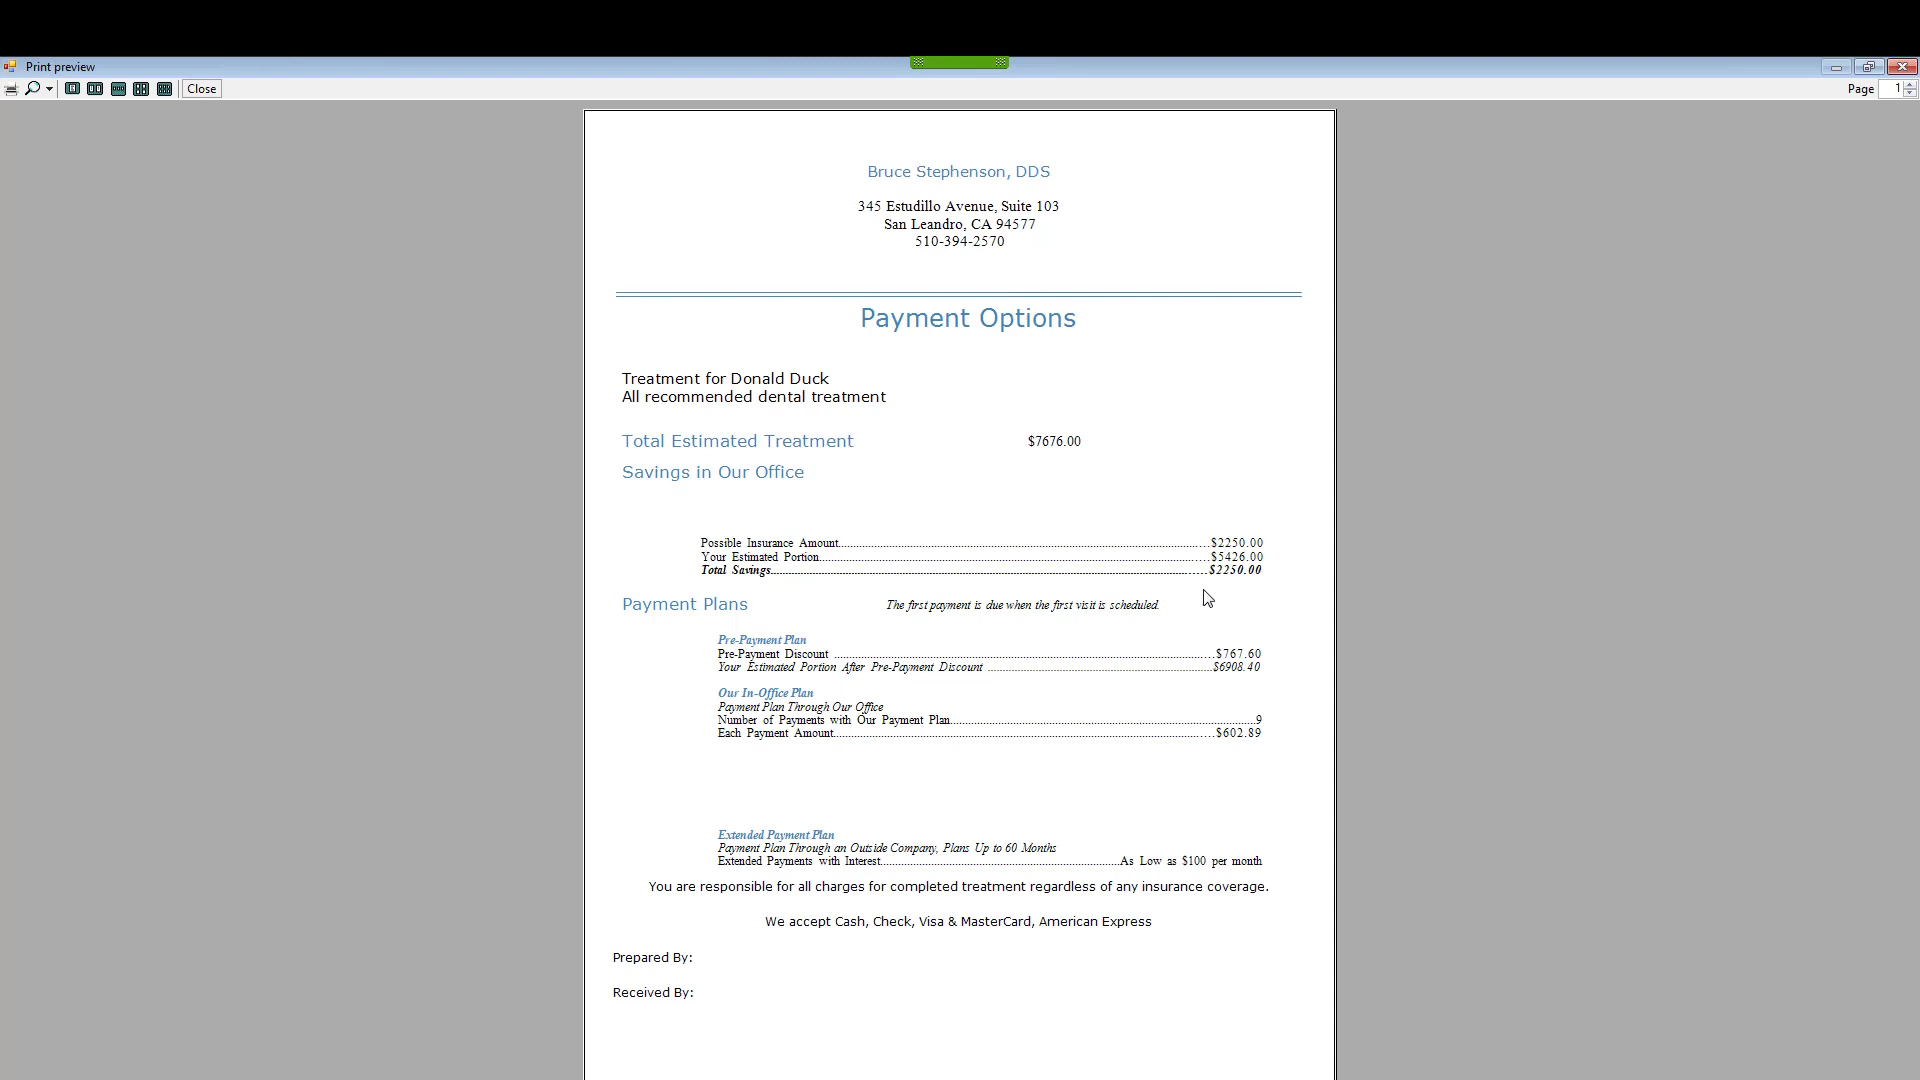 Print preview
Close
Page 1
Bruce Stephenson, DDS
345 Estudillo Avenue, Suite 103
San Leandro, CA 94577
510-394-2570
Payment Options
Treatment for Donald Duck
All recommended dental treatment
Total Estimated Treatment $7676.00
Savings in Our Office
Possible Insurance Amount....................$2250.00
Your Estimated Portion....................$5426.00
Total Savings....................$2250.00
Payment Plans The first payment is due when the first visit is scheduled.
Pre-Payment Plan
Pre-Payment Discount ....................$767.60
Your Estimated Portion After Pre-Payment Discount ....................$6908.40
Our In-Office Plan
Payment Plan Through Our Office
Number of Payments with Our Payment Plan....................9
Each Payment Amount....................$602.89
Extended Payment Plan
Payment Plan Through an Outside Company, Plans Up to 60 Months
Extended Payments with Interest....................As Low as $100 per month
You are responsible for all charges for completed treatment regardless of any insurance coverage.
We accept Cash, Check, Visa & MasterCard, American Express
Prepared By:
Received By: